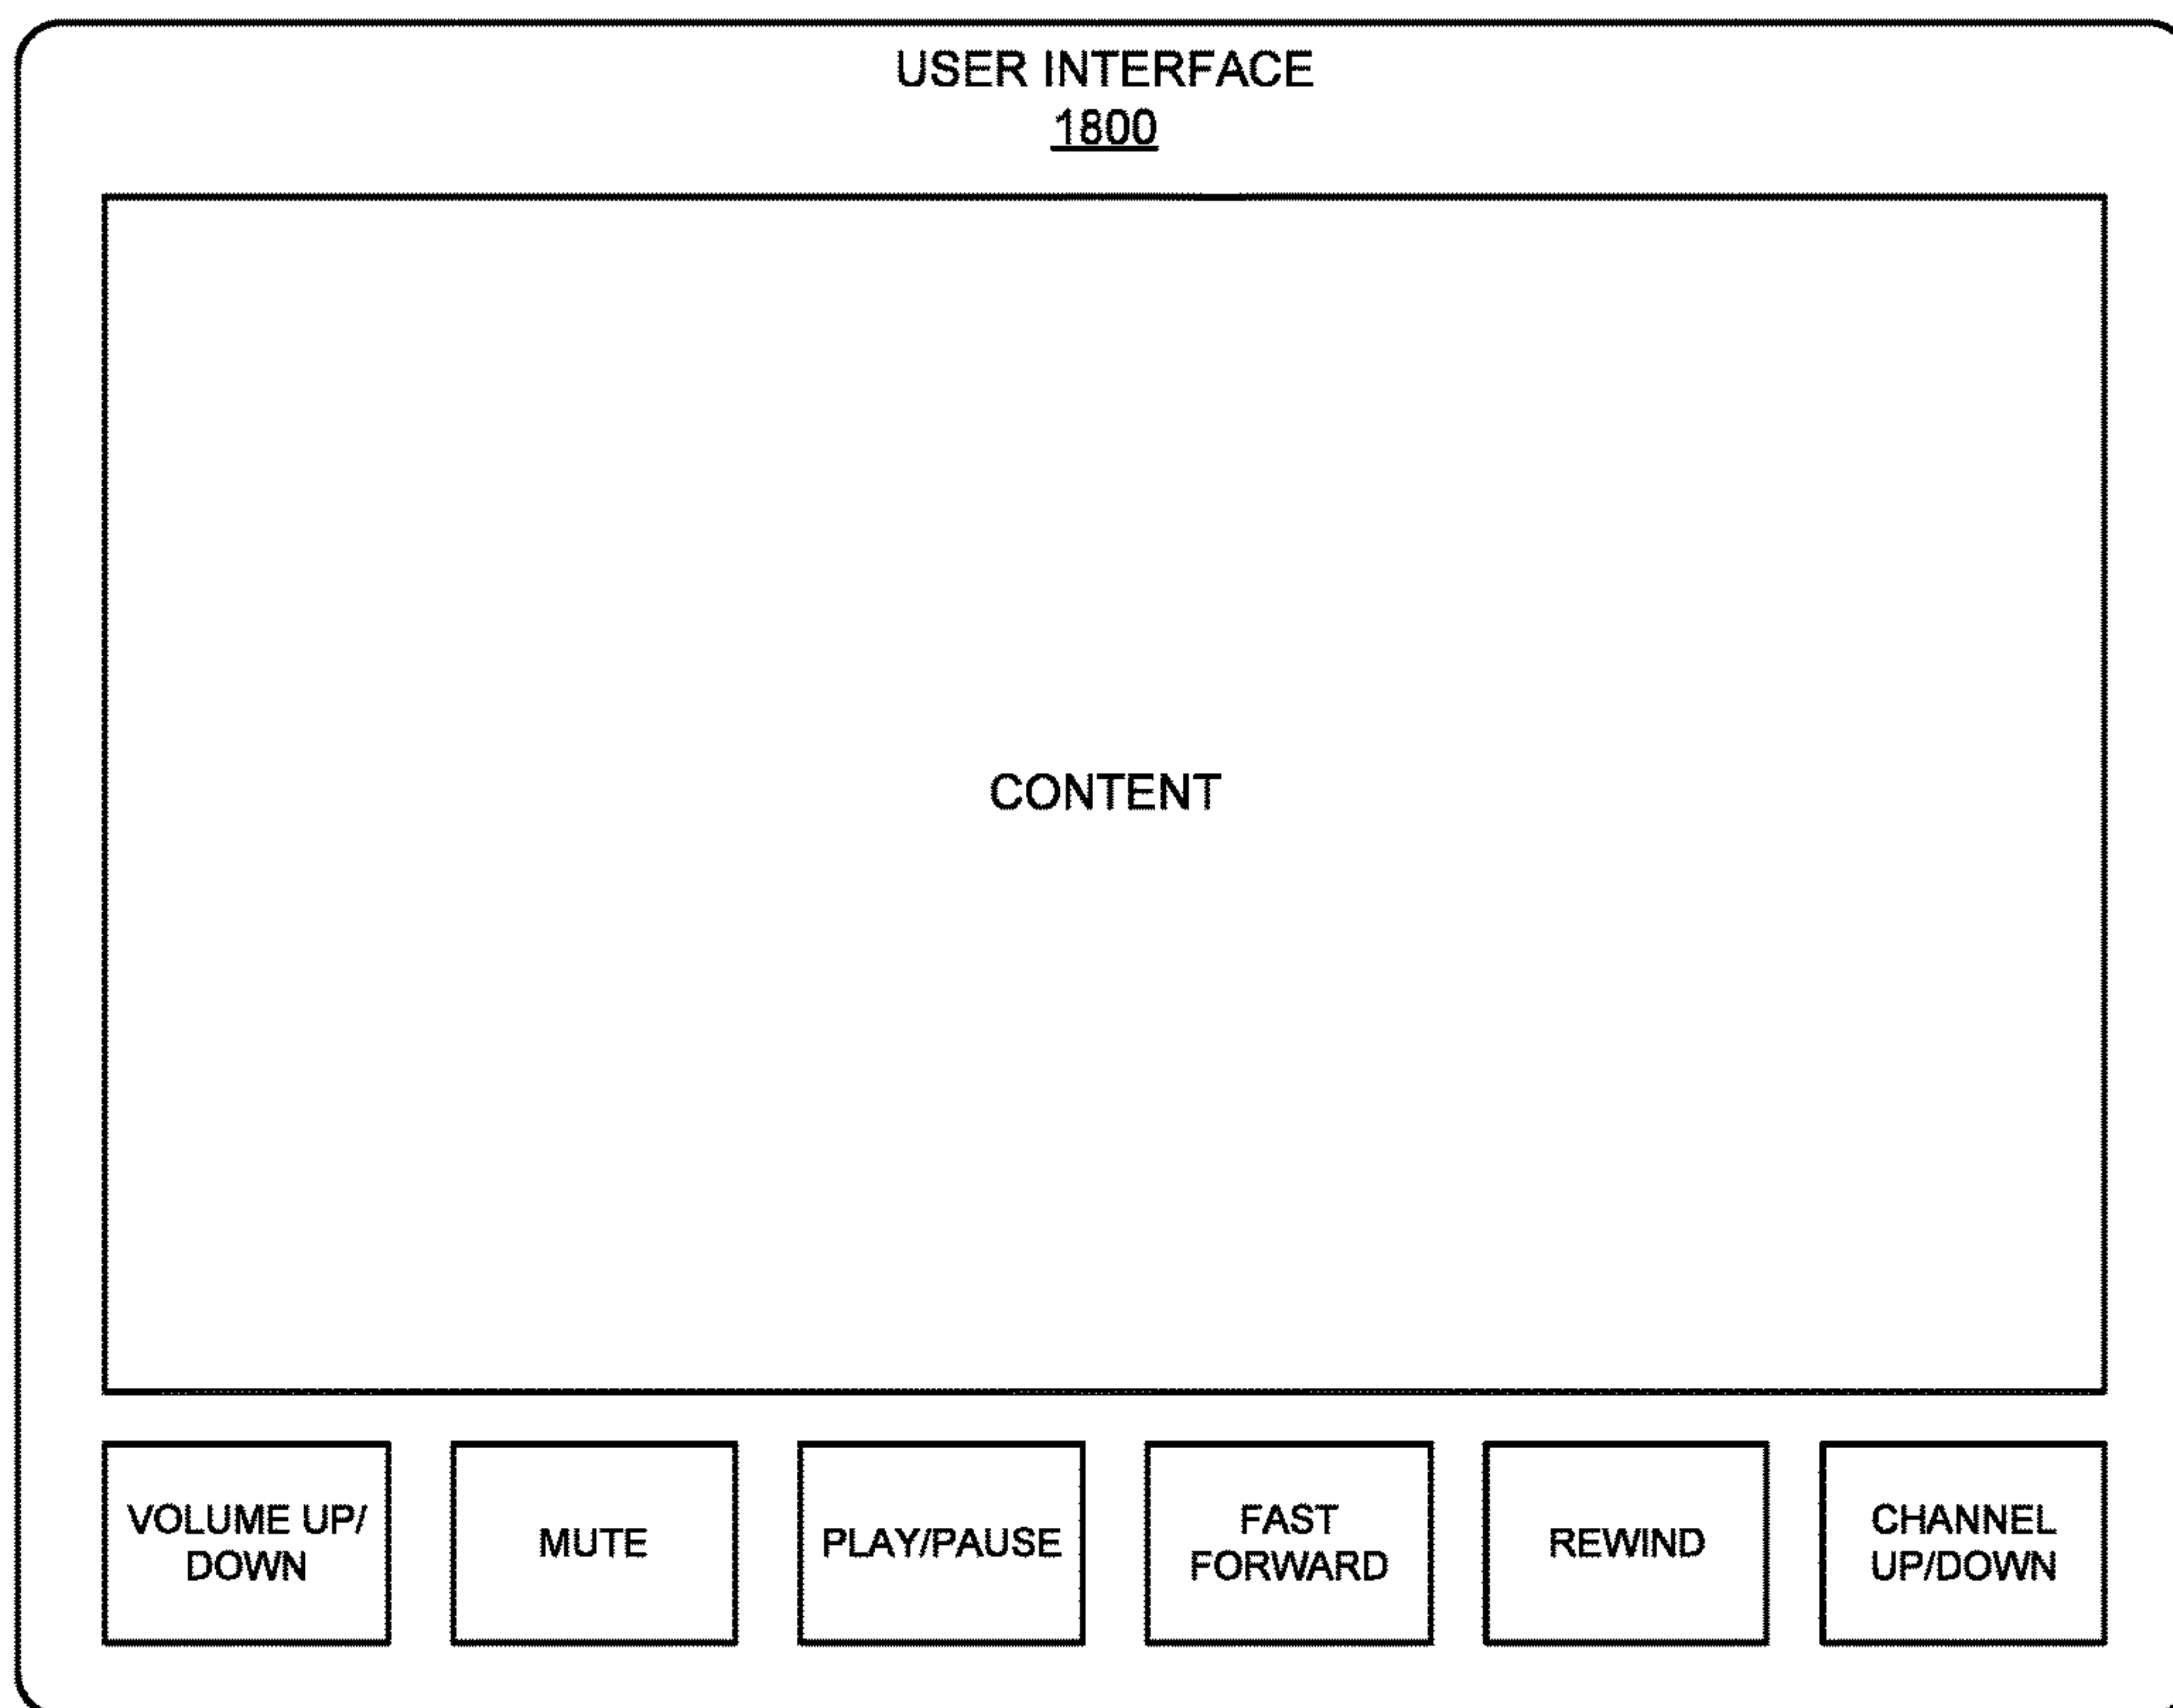 USER INTERFACE
1800
CONTENT
VOLUME UP/
DOWN
MUTE
PLAY/PAUSE
FAST
FORWARD
REWIND
CHANNEL
UP/DOWN